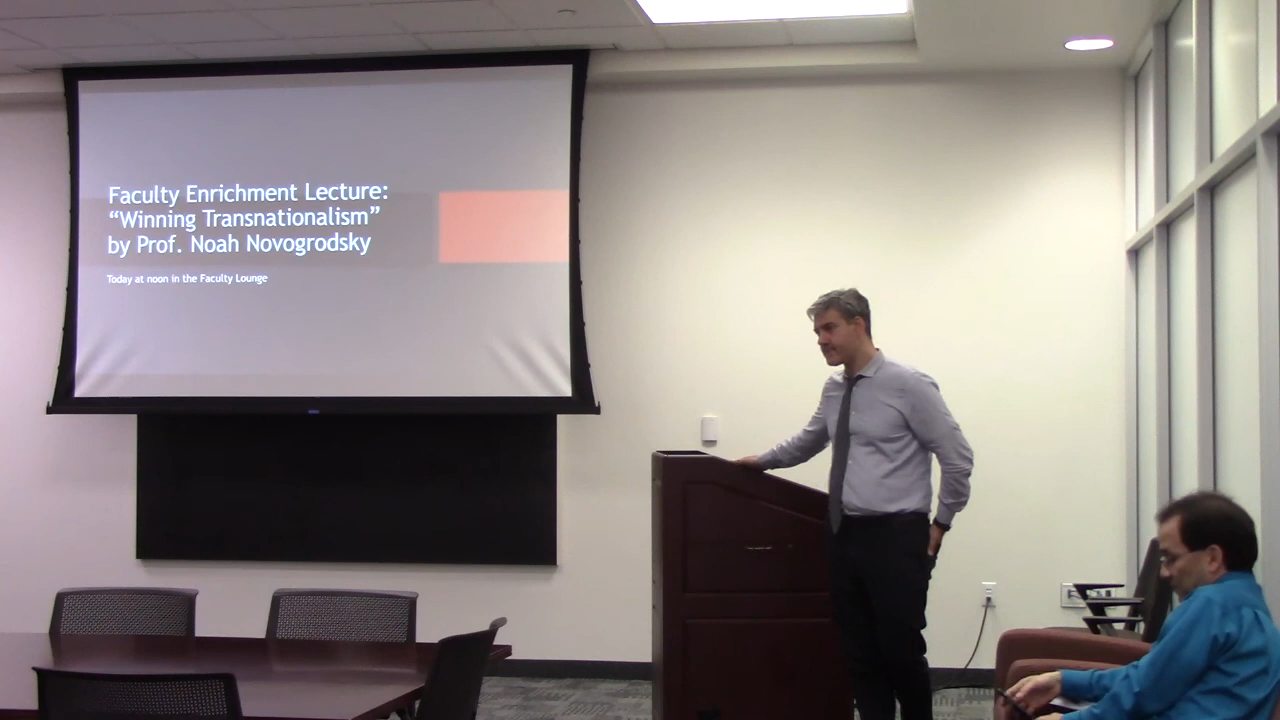 Faculty Enrichment Lecture:
“Winning Transnationalism”
by Prof. Noah Novogrodsky
Today at noon in the Faculty Lounge